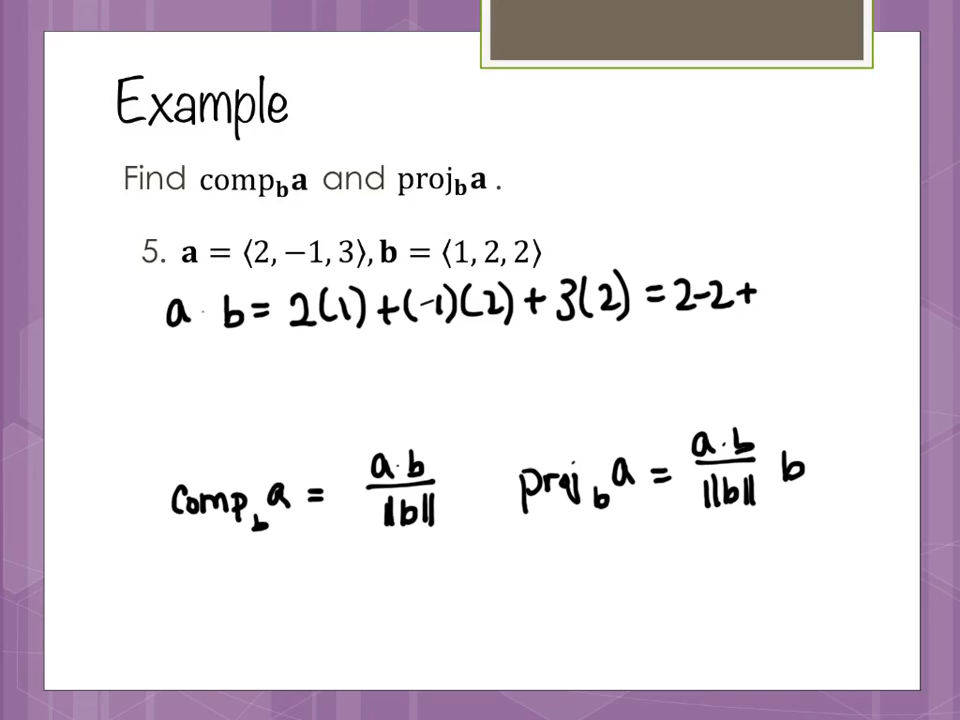 Example
Find comp_b a and proj_b a .
5. a = ⟨2, −1, 3⟩, b = ⟨1, 2, 2⟩
a · b = 2(1) + (-1)(2) + 3(2) = 2-2+
comp_b a = a·b / ||b||    proj_b a = a·b / ||b|| b